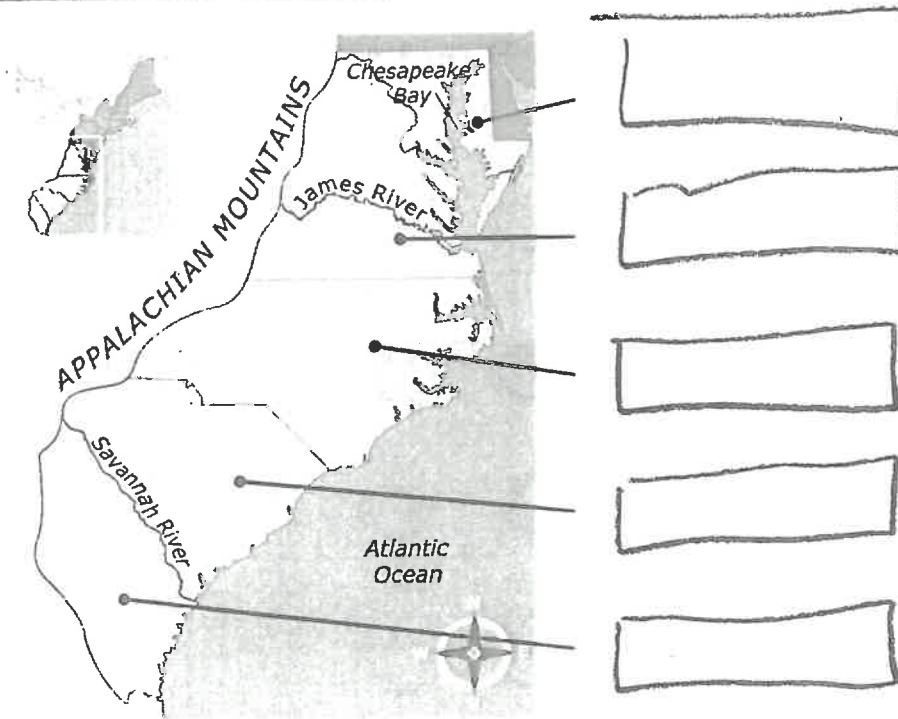 Chesapeake
Bay
APPALACHIAN MOUNTAINS
James River
Savannah River
Atlantic
Ocean